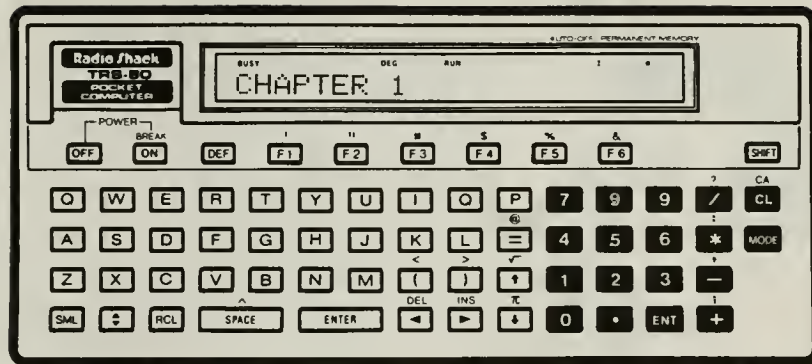 AUTO-OFF PERMANENT MEMORY
Radio Shack
TRS-80
POCKET
COMPUTER
BUSY DEG RUN I
CHAPTER 1
POWER
BREAK ' " # $ % &
OFF ON DEF F1 F2 F3 F4 F5 F6 SHIFT
? CA
Q W E R T Y U I O P 7 9 9 / CL
@ :
A S D F G H J K L = 4 5 6 * MODE
< > √ ,
Z X C V B N M ( ) ↑ 1 2 3 −
^ DEL INS π ;
SML ⬍ RCL SPACE ENTER ◄ ► ↓ 0 • ENT +